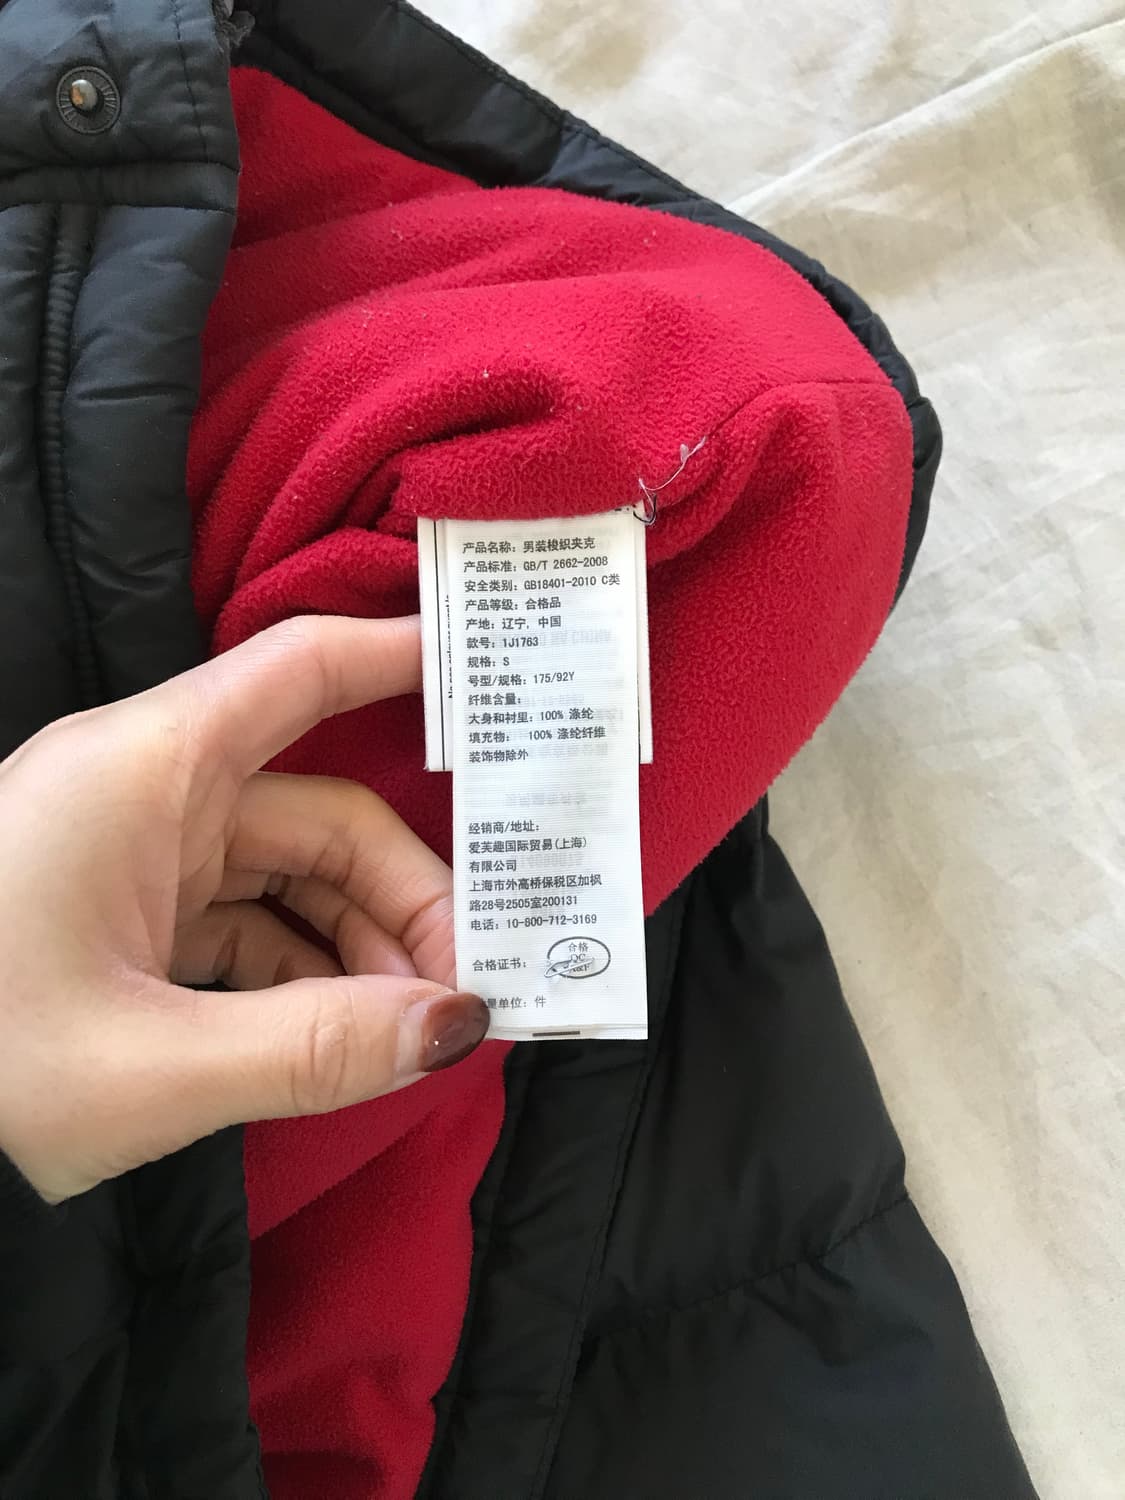 产品名称：男装梭织夹克
产品标准：GB/T 2662-2008
安全类别：GB18401-2010 C类
产品等级：合格品
产地：辽宁，中国
款号：1J1763
规格：S
号型/规格：175/92Y
纤维含量：
大身和衬里：100% 涤纶
填充物： 100% 涤纶纤维
装饰物除外
经销商/地址：
爱芙趣国际贸易(上海)
有限公司
上海市外高桥保税区加枫
路28号2505室200131
电话：10-800-712-3169
合格证书：
合格
QC
单位：件